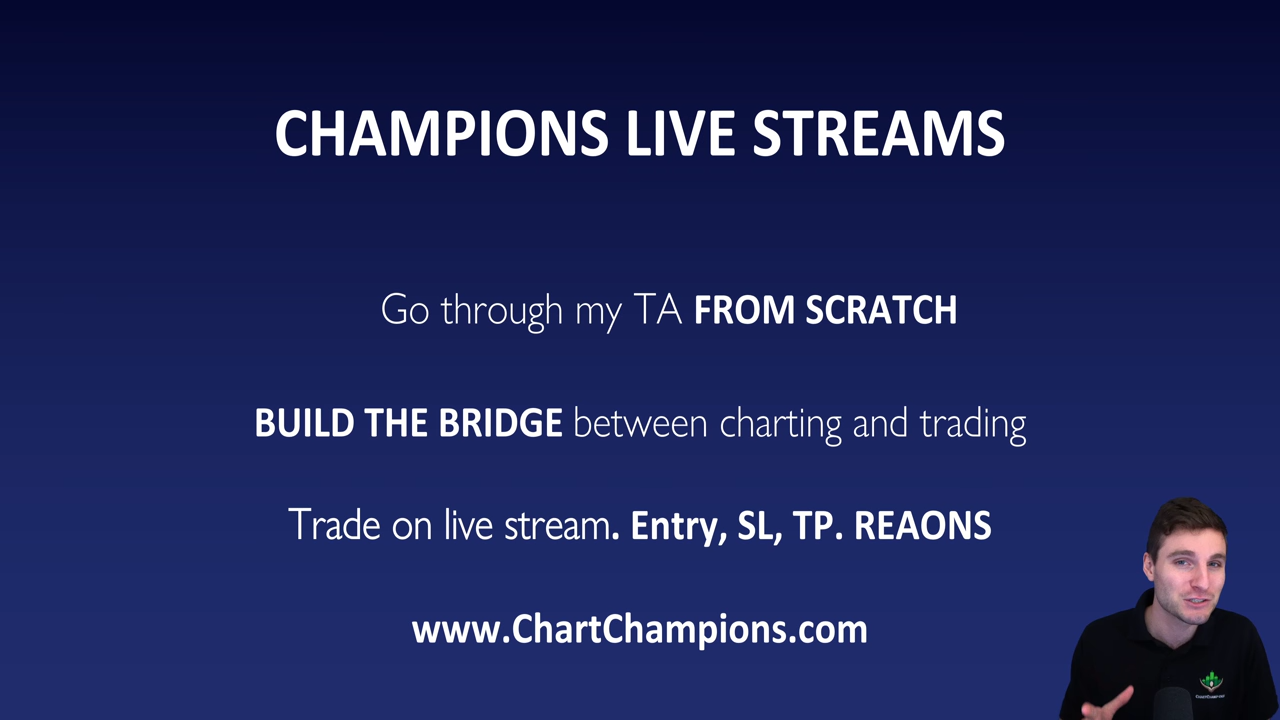 CHAMPIONS LIVE STREAMS
Go through my TA FROM SCRATCH
BUILD THE BRIDGE between charting and trading
Trade on live stream. Entry, SL, TP. REAONS
www.ChartChampions.com